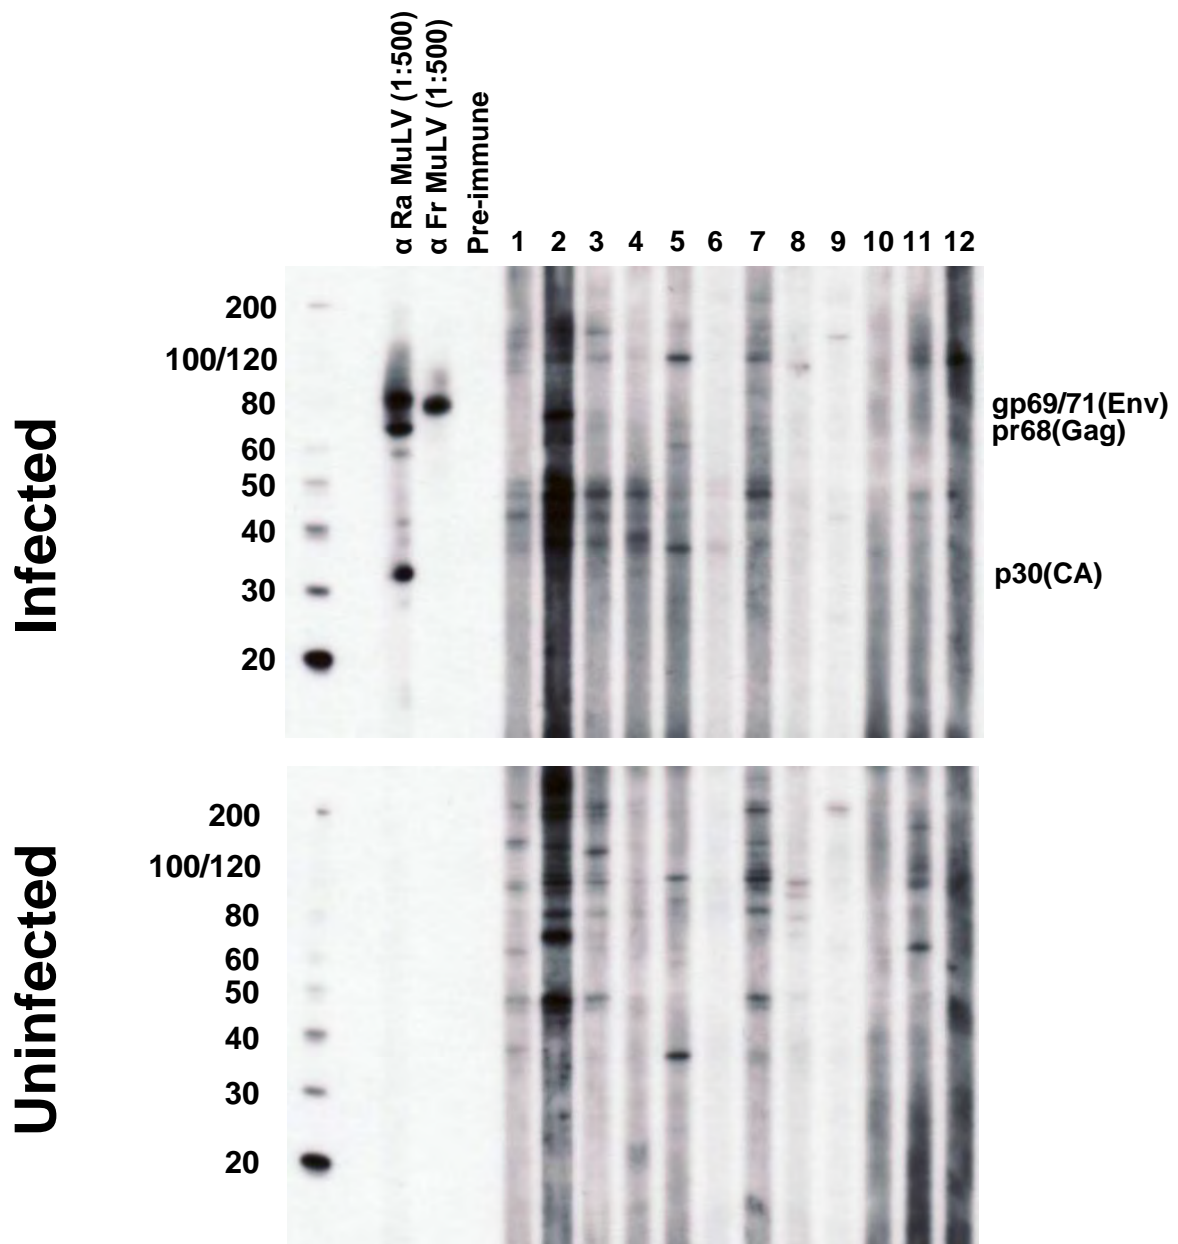 α Ra MuLV (1:500)
α Fr MuLV (1:500)
Pre-immune
1 2 3 4 5 6 7 8 9 10 11 12
Infected
200
100/120
80
60
50
40
30
20
gp69/71(Env)
pr68(Gag)
p30(CA)
Uninfected
200
100/120
80
60
50
40
30
20